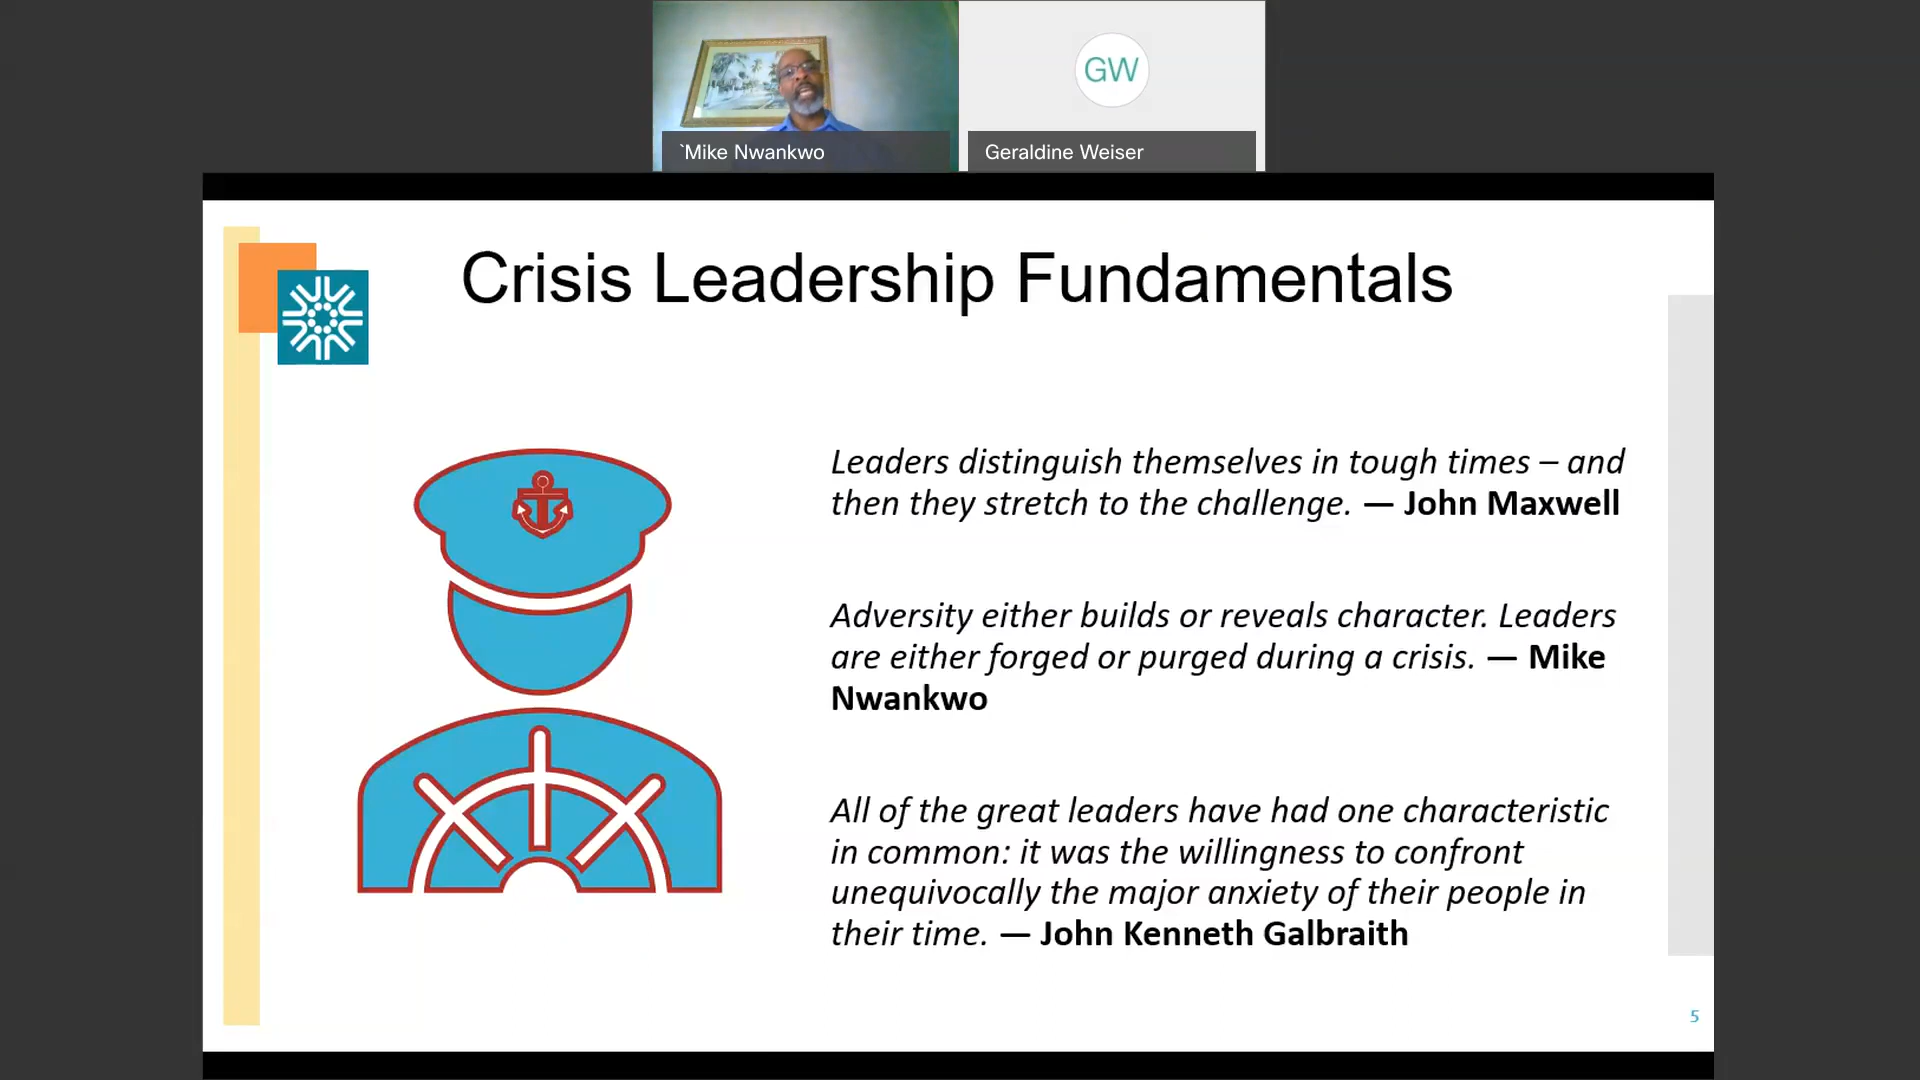 `Mike Nwankwo
GW
Geraldine Weiser
Crisis Leadership Fundamentals
Leaders distinguish themselves in tough times – and
then they stretch to the challenge. — John Maxwell
Adversity either builds or reveals character. Leaders
are either forged or purged during a crisis. — Mike
Nwankwo
All of the great leaders have had one characteristic
in common: it was the willingness to confront
unequivocally the major anxiety of their people in
their time. — John Kenneth Galbraith
5